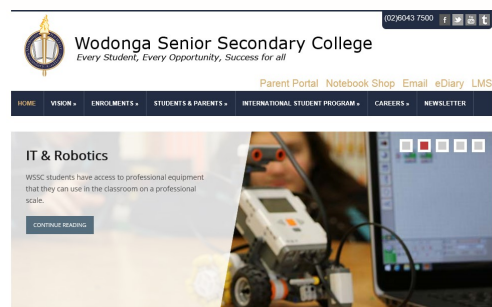 (02)6043 7500
Wodonga Senior Secondary College
Every Student, Every Opportunity, Success for all
Parent Portal Notebook Shop Email eDiary LMS
HOME VISION » ENROLMENTS » STUDENTS & PARENTS » INTERNATIONAL STUDENT PROGRAM » CAREERS » NEWSLETTER
IT & Robotics
WSSC students have access to professional equipment
that they can use in the classroom on a professional
scale.
CONTINUE READING